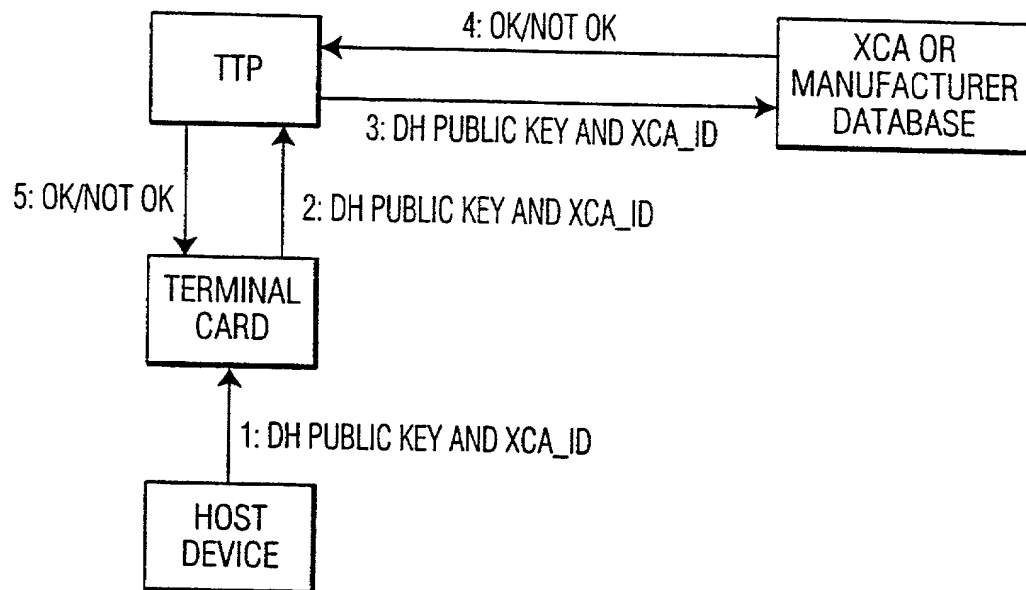 4: OK/NOT OK
TTP
XCA OR
MANUFACTURER
DATABASE
3: DH PUBLIC KEY AND XCA_ID
5: OK/NOT OK
2: DH PUBLIC KEY AND XCA_ID
TERMINAL
CARD
1: DH PUBLIC KEY AND XCA_ID
HOST
DEVICE